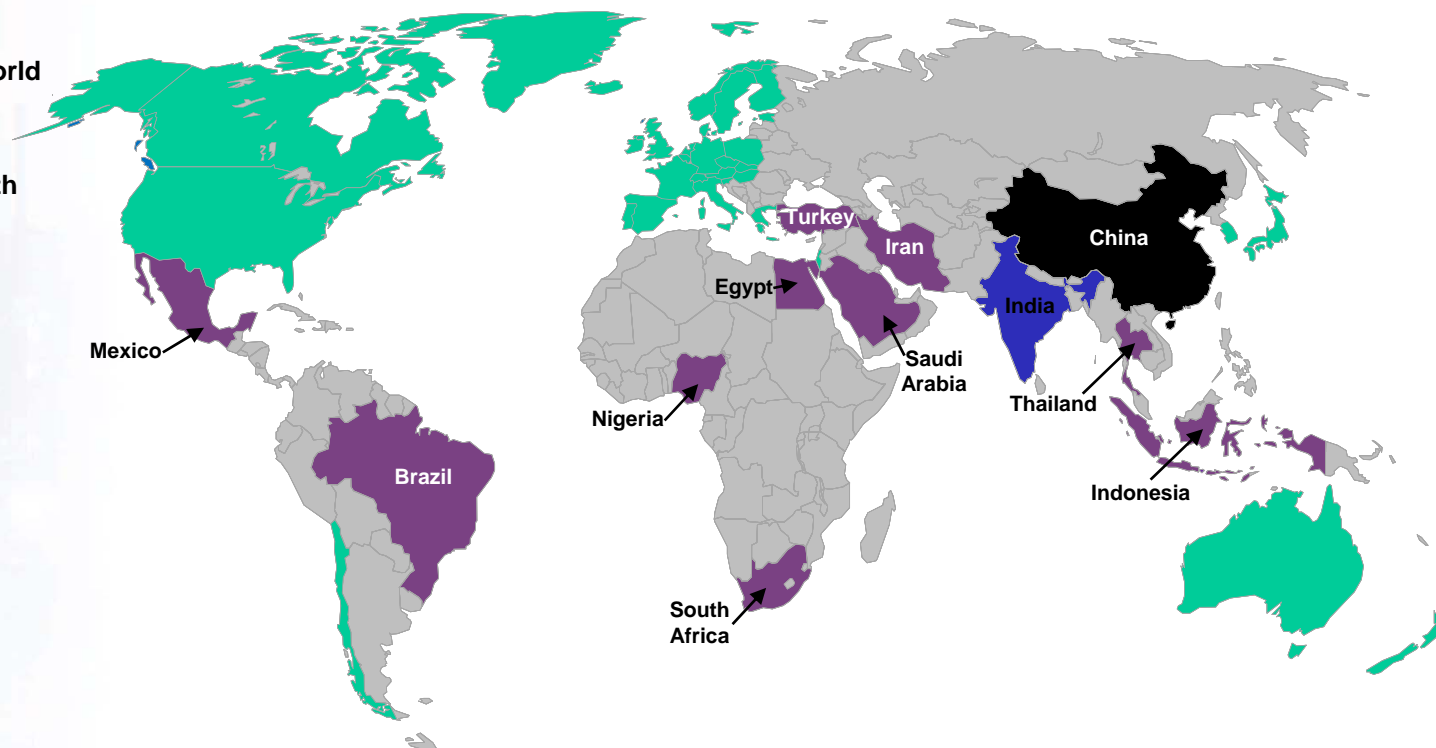 Turkey
China
Iran
Egypt
India
Mexico
Saudi
Arabia
Thailand
Nigeria
Brazil
Indonesia
South
Africa